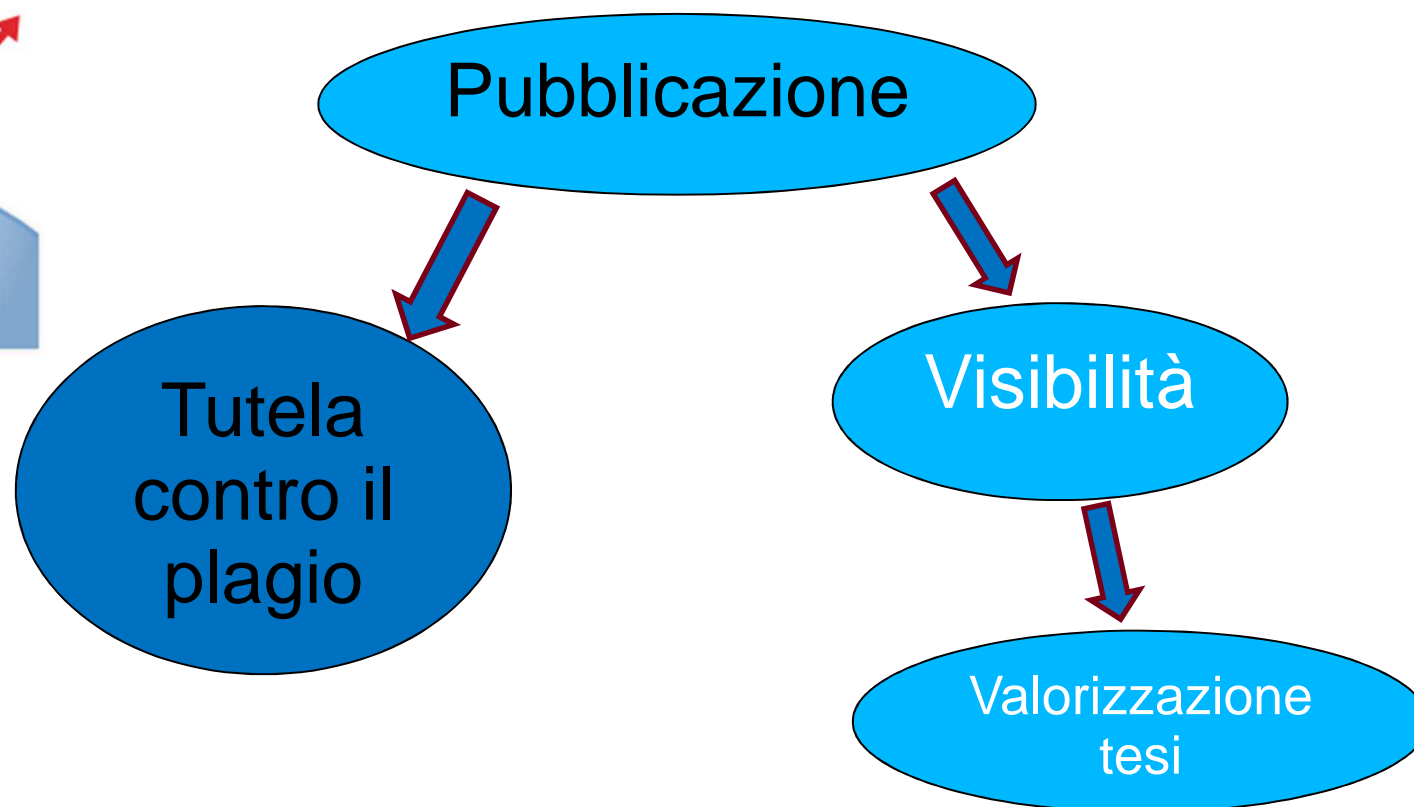 Pubblicazione
Tutela
contro il
plagio
Visibilità
Valorizzazione
tesi